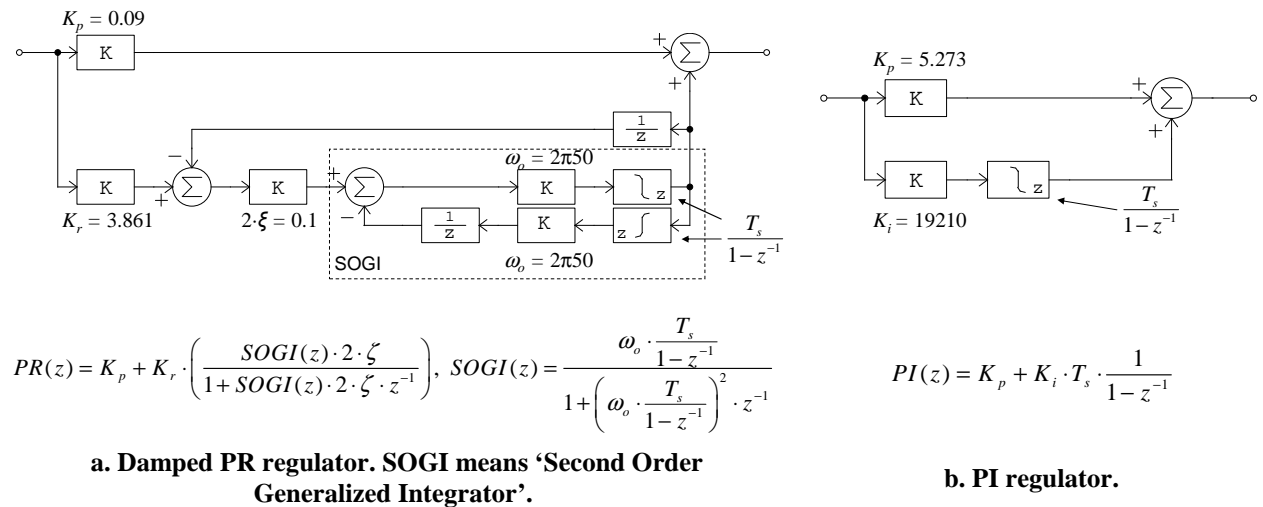 K_p = 0.09
K
+
Σ
+
1/z
−
ω_o = 2π50
K
+
Σ
K
+
Σ
K
z
−
K_r = 3.861
2·ξ = 0.1
1/z
K
z
T_s / (1 − z^{-1})
SOGI
ω_o = 2π50
K_p = 5.273
K
+
Σ
+
K
z
K_i = 19210
T_s / (1 − z^{-1})
PR(z) = K_p + K_r · ( (SOGI(z) · 2 · ζ) / (1 + SOGI(z) · 2 · ζ · z^{-1}) ), SOGI(z) = (ω_o · T_s / (1 − z^{-1})) / (1 + (ω_o · T_s / (1 − z^{-1}))^2 · z^{-1})
PI(z) = K_p + K_i · T_s · 1 / (1 − z^{-1})
a. Damped PR regulator. SOGI means ‘Second Order
Generalized Integrator’.
b. PI regulator.